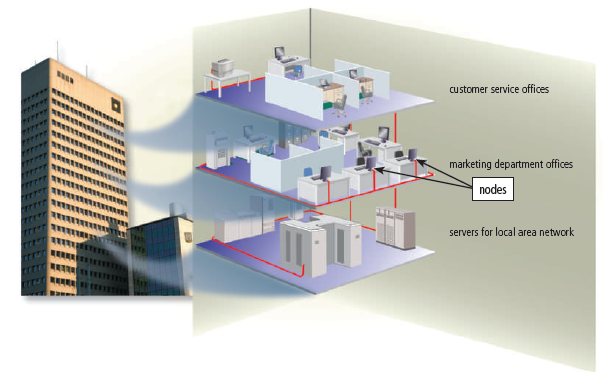 customer service offices
marketing department offices
nodes
servers for local area network